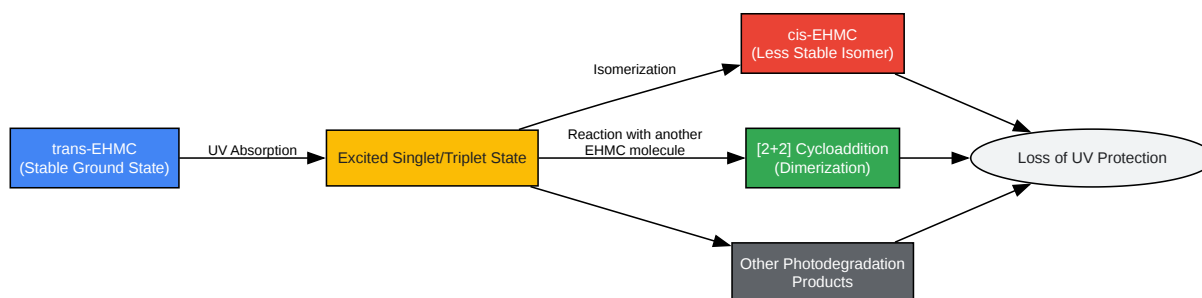 trans-EHMC
(Stable Ground State)
UV Absorption
Excited Singlet/Triplet State
Isomerization
cis-EHMC
(Less Stable Isomer)
Reaction with another
EHMC molecule
[2+2] Cycloaddition
(Dimerization)
Other Photodegradation
Products
Loss of UV Protection